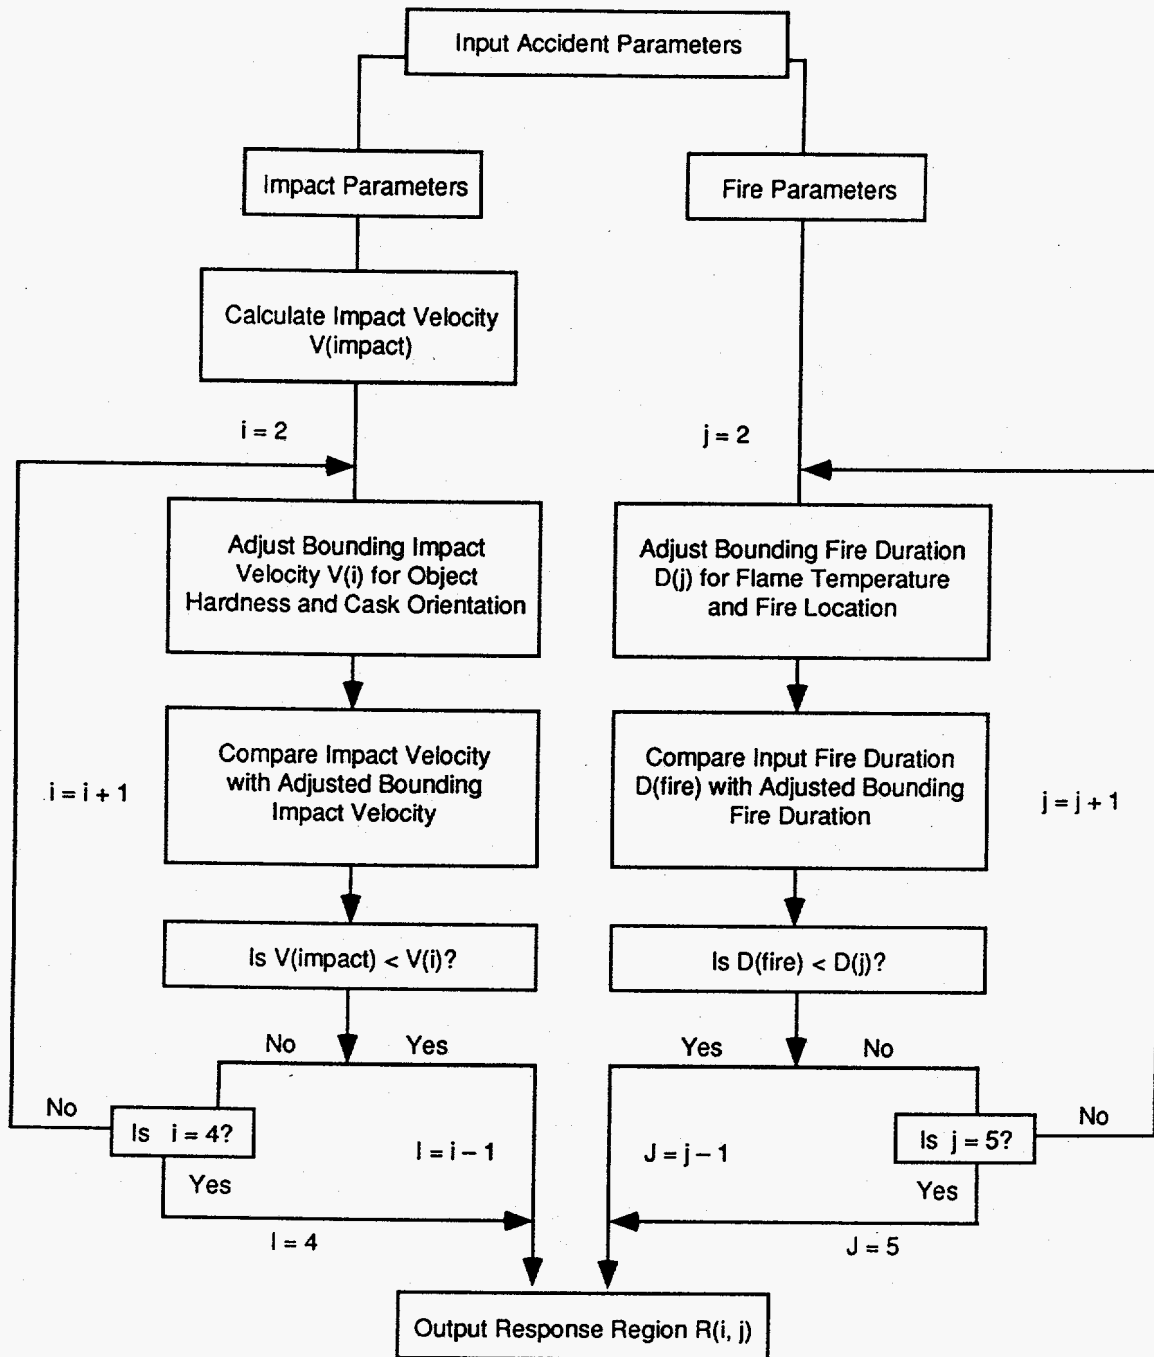 Input Accident Parameters
Impact Parameters
Fire Parameters
Calculate Impact Velocity
V(impact)
i = 2
j = 2
Adjust Bounding Impact
Velocity V(i) for Object
Hardness and Cask Orientation
Adjust Bounding Fire Duration
D(j) for Flame Temperature
and Fire Location
i = i + 1
Compare Impact Velocity
with Adjusted Bounding
Impact Velocity
Compare Input Fire Duration
D(fire) with Adjusted Bounding
Fire Duration
j = j + 1
Is V(impact) < V(i)?
Is D(fire) < D(j)?
No
Yes
Yes
No
No
Is i = 4?
I = i – 1
J = j – 1
Is j = 5?
No
Yes
Yes
I = 4
J = 5
Output Response Region R(i, j)